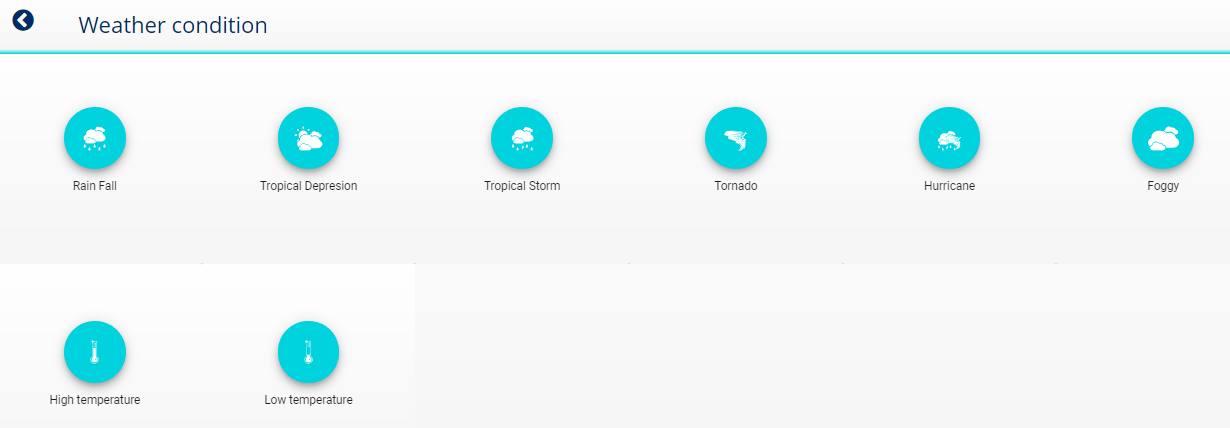 Weather condition
Rain Fall
Tropical Depresion
Tropical Storm
Tornado
Hurricane
Foggy
High temperature
Low temperature